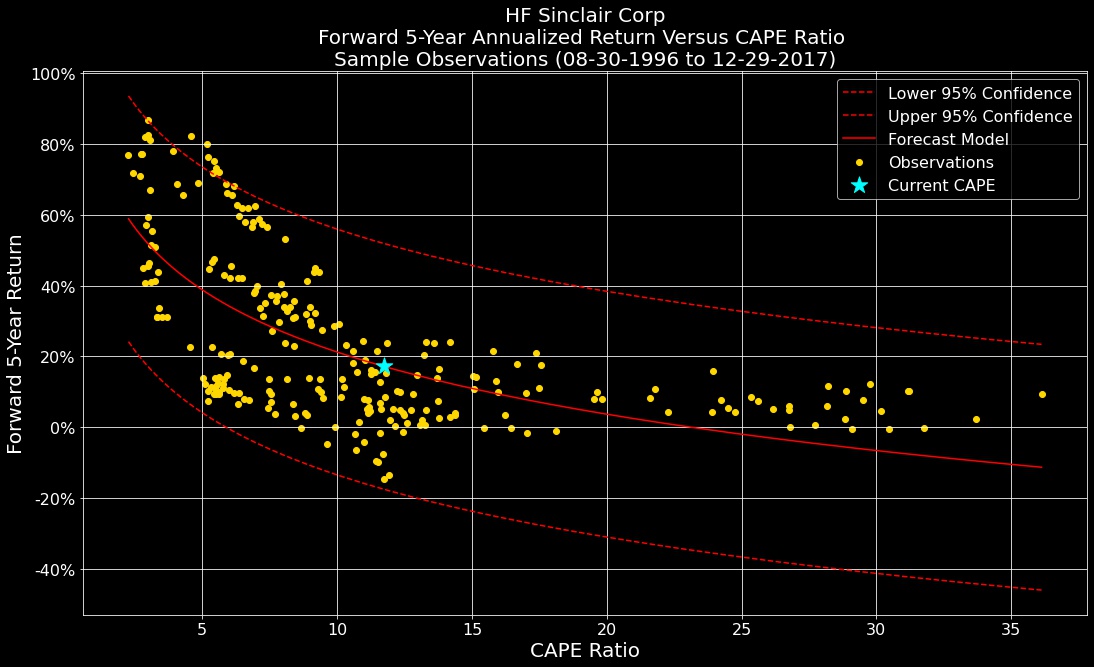 HF Sinclair Corp
Forward 5-Year Annualized Return Versus CAPE Ratio
Sample Observations (08-30-1996 to 12-29-2017)
Lower 95% Confidence
Upper 95% Confidence
Forecast Model
Observations
Current CAPE
Forward 5-Year Return
100%
80%
60%
40%
20%
0%
-20%
-40%
5
10
15
20
25
30
35
CAPE Ratio